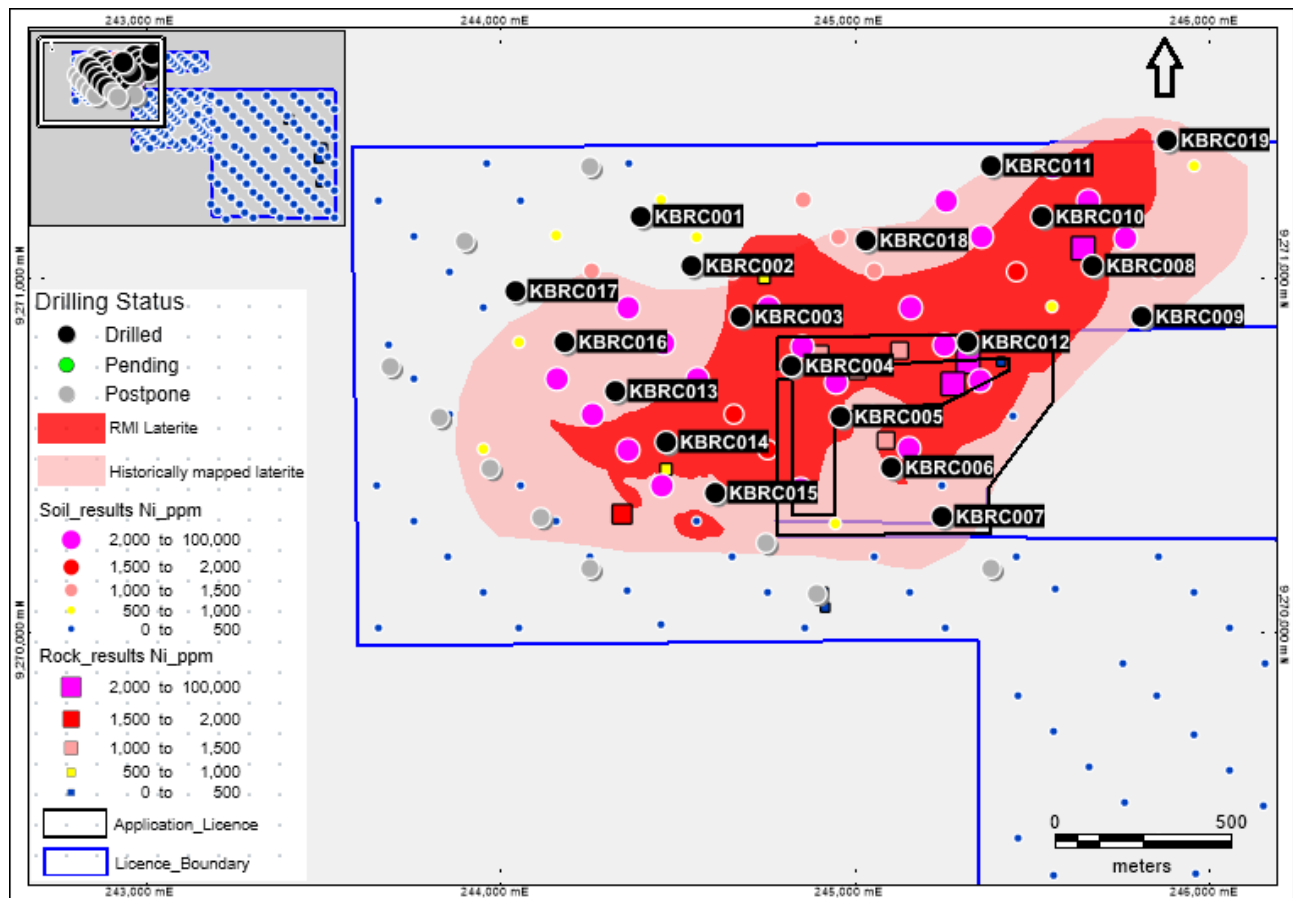 243,000 mE
244,000 mE
245,000 mE
246,000 mE
KBRC019
KBRC011
KBRC001
KBRC010
KBRC018
KBRC002
KBRC008
KBRC017
KBRC003
KBRC009
KBRC016
KBRC012
KBRC004
KBRC013
KBRC005
KBRC014
KBRC006
KBRC015
KBRC007
9,271,000 mN
9,271,000 mN
9,270,000 mN
9,270,000 mN
Drilling Status
Drilled
Pending
Postpone
RMI Laterite
Historically mapped laterite
Soil_results Ni_ppm
2,000 to 100,000
1,500 to 2,000
1,000 to 1,500
500 to 1,000
0 to 500
Rock_results Ni_ppm
2,000 to 100,000
1,500 to 2,000
1,000 to 1,500
500 to 1,000
0 to 500
Application_Licence
Licence_Boundary
0 500
meters
243,000 mE
244,000 mE
245,000 mE
246,000 mE